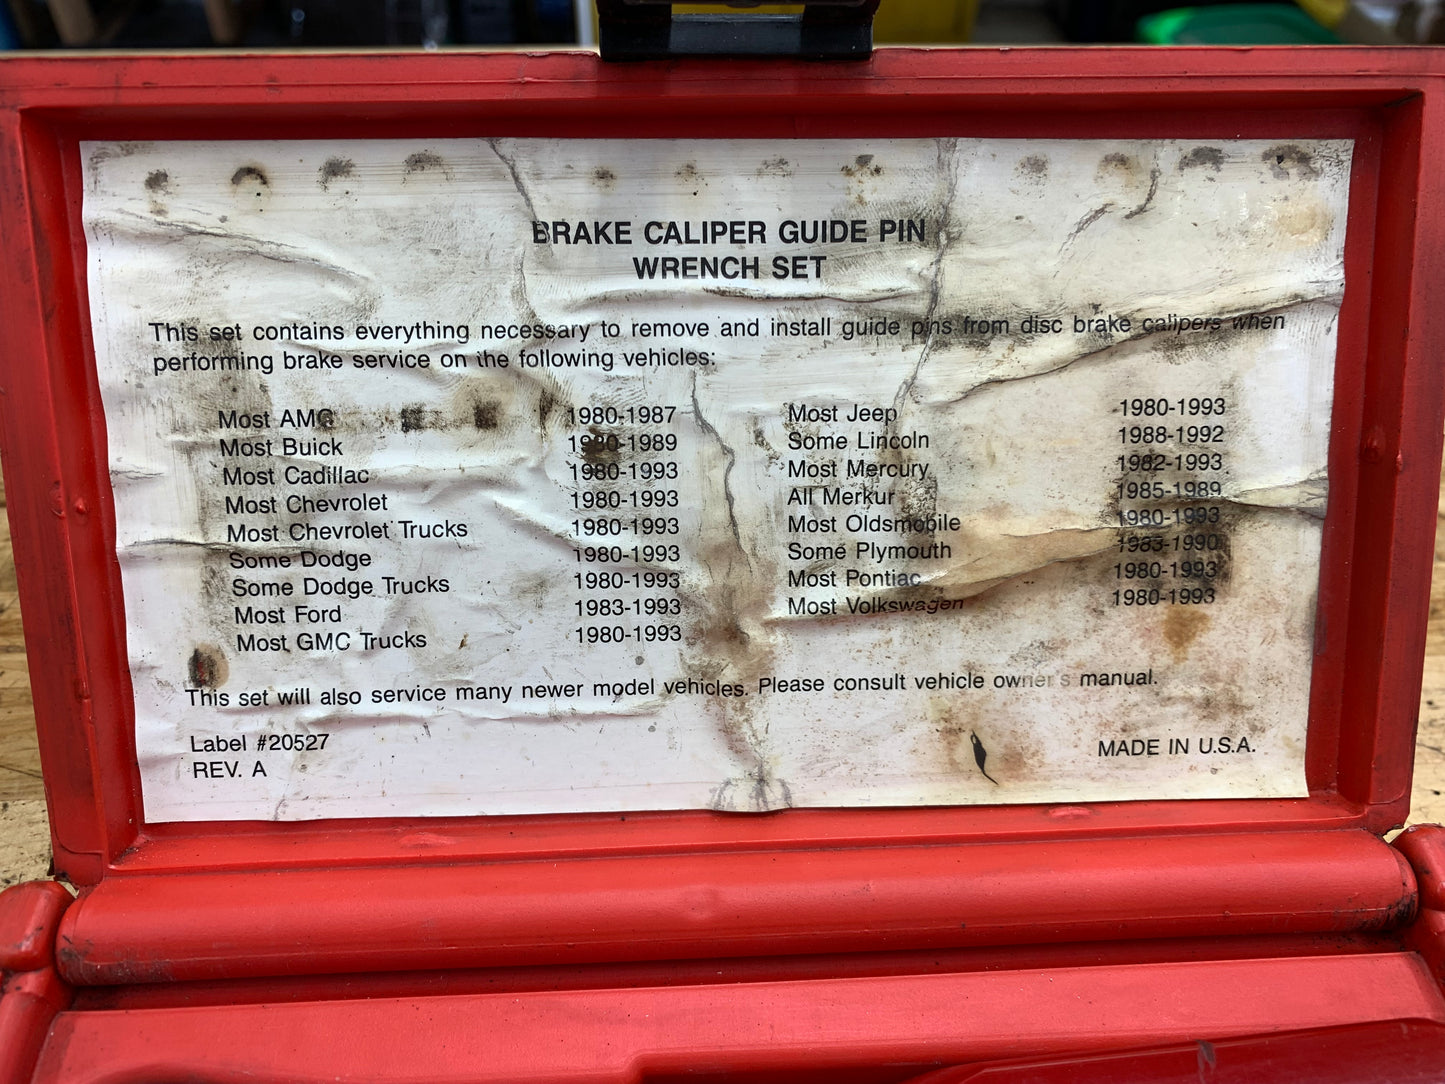 BRAKE CALIPER GUIDE PIN
WRENCH SET
This set contains everything necessary to remove and install guide pins from disc brake calipers when
performing brake service on the following vehicles:
Most AMC 1980-1987
Most Buick 1980-1989
Most Cadillac 1980-1993
Most Chevrolet 1980-1993
Most Chevrolet Trucks 1980-1993
Some Dodge 1980-1993
Some Dodge Trucks 1980-1993
Most Ford 1983-1993
Most GMC Trucks 1980-1993
Most Jeep 1980-1993
Some Lincoln 1988-1992
Most Mercury 1982-1993
All Merkur 1985-1989
Most Oldsmobile 1980-1993
Some Plymouth 1983-1990
Most Pontiac 1980-1993
Most Volkswagen 1980-1993
This set will also service many newer model vehicles. Please consult vehicle owner's manual.
Label #20527
REV. A
MADE IN U.S.A.